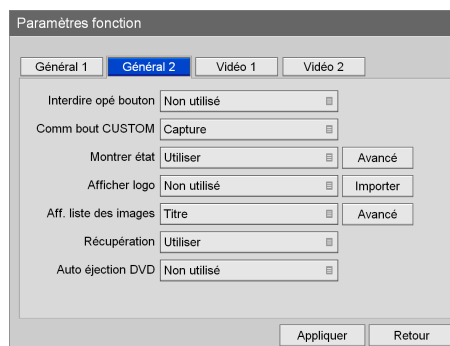 Paramètres fonction
Général 1 Général 2 Vidéo 1 Vidéo 2
Interdire opé bouton Non utilisé
Comm bout CUSTOM Capture
Montrer état Utiliser Avancé
Afficher logo Non utilisé Importer
Aff. liste des images Titre Avancé
Récupération Utiliser
Auto éjection DVD Non utilisé
Appliquer Retour